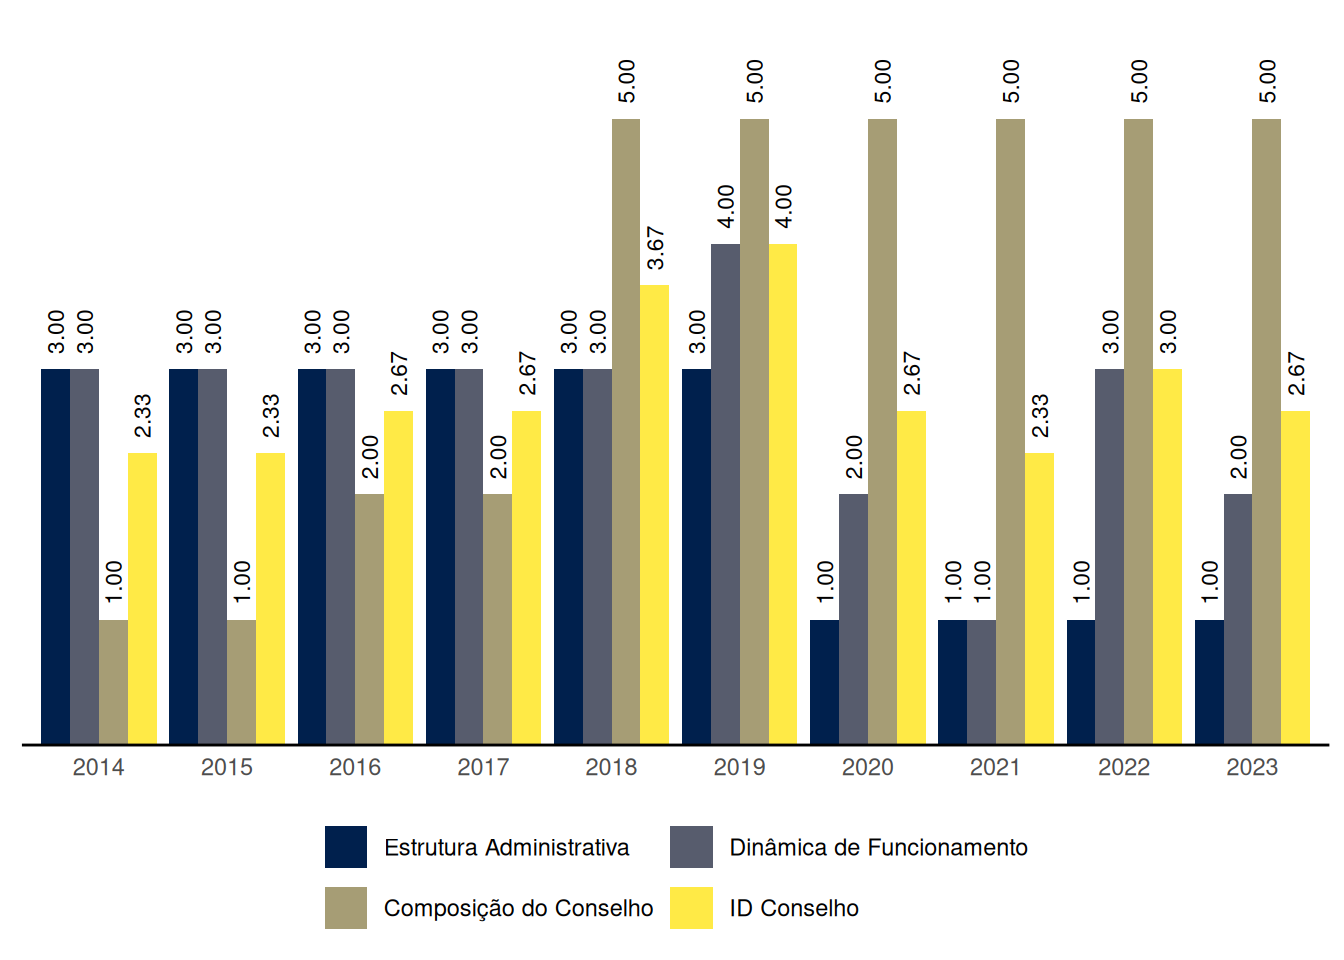 3.00 3.00 1.00 2.33
3.00 3.00 1.00 2.33
3.00 3.00 2.00 2.67
3.00 3.00 2.00 2.67
3.00 3.00 5.00 3.67
3.00 4.00 5.00 4.00
1.00 2.00 5.00 2.67
1.00 1.00 5.00 2.33
1.00 3.00 5.00 3.00
1.00 2.00 5.00 2.67
2014 2015 2016 2017 2018 2019 2020 2021 2022 2023
Estrutura Administrativa Dinâmica de Funcionamento
Composição do Conselho ID Conselho